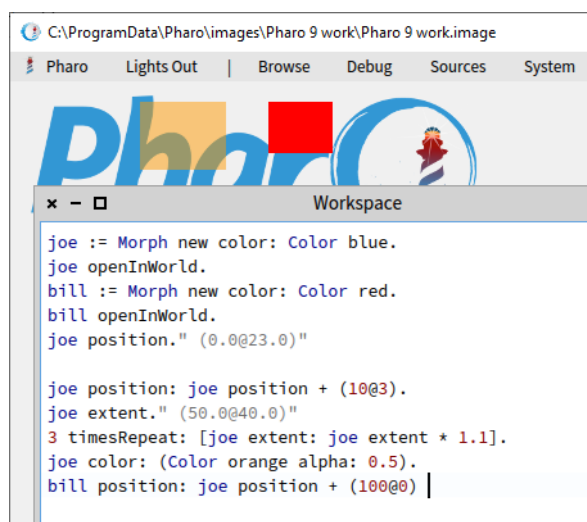 C:\ProgramData\Pharo\images\Pharo 9 work\Pharo 9 work.image
Pharo Lights Out | Browse Debug Sources System
Pharo
Workspace
joe := Morph new color: Color blue.
joe openInWorld.
bill := Morph new color: Color red.
bill openInWorld.
joe position." (0.0@23.0)"
joe position: joe position + (10@3).
joe extent." (50.0@40.0)"
3 timesRepeat: [joe extent: joe extent * 1.1].
joe color: (Color orange alpha: 0.5).
bill position: joe position + (100@0)